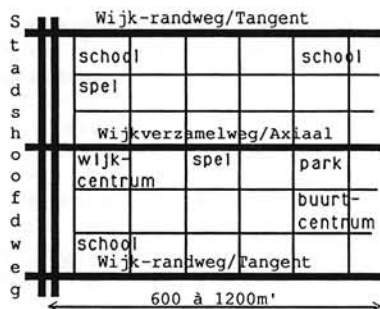 Stadshoofdweg
Wijk-randweg/Tangent
school school
spel
Wijkverzamelweg/Axiaal
wijk- spel park
centrum
buurt-
centrum
school
Wijk-randweg/Tangent
600 à 1200m'